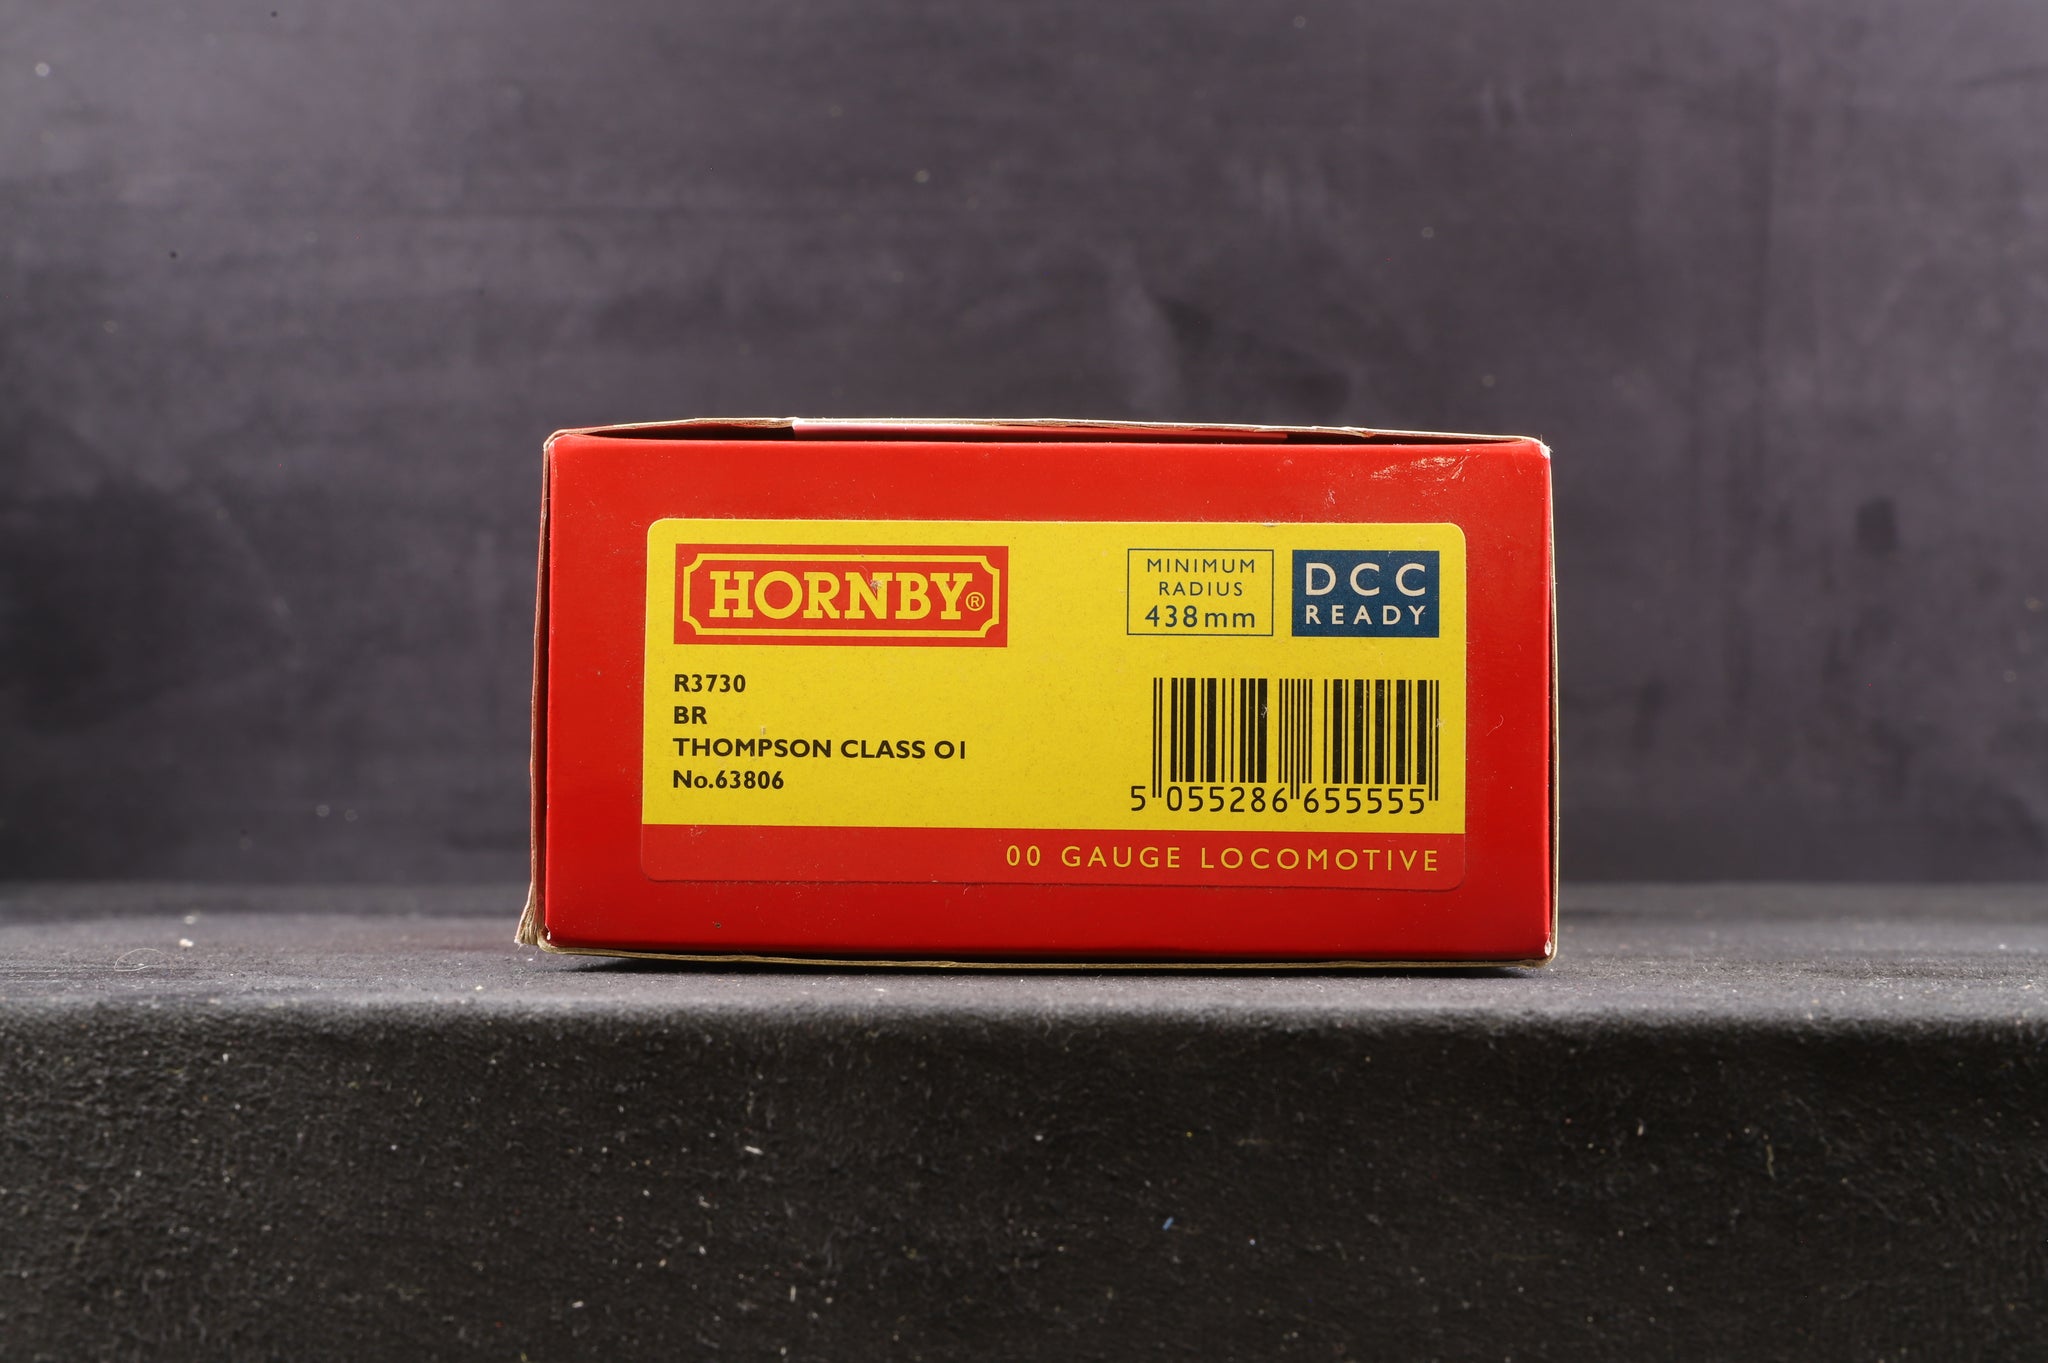 HORNBY®
MINIMUM
RADIUS
438mm
DCC
READY
R3730
BR
THOMPSON CLASS O1
No.63806
5 055286 655555
00 GAUGE LOCOMOTIVE